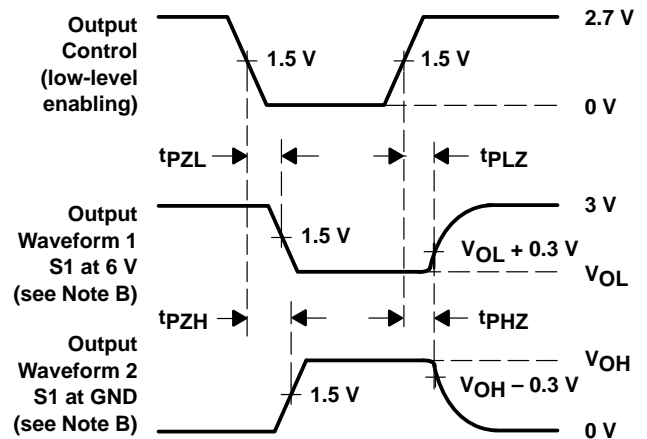 Output
Control
(low-level
enabling)
2.7 V
1.5 V
1.5 V
0 V
tPZL
tPLZ
Output
Waveform 1
S1 at 6 V
(see Note B)
3 V
1.5 V
VOL + 0.3 V
VOL
tPZH
tPHZ
Output
Waveform 2
S1 at GND
(see Note B)
VOH
1.5 V
VOH − 0.3 V
0 V